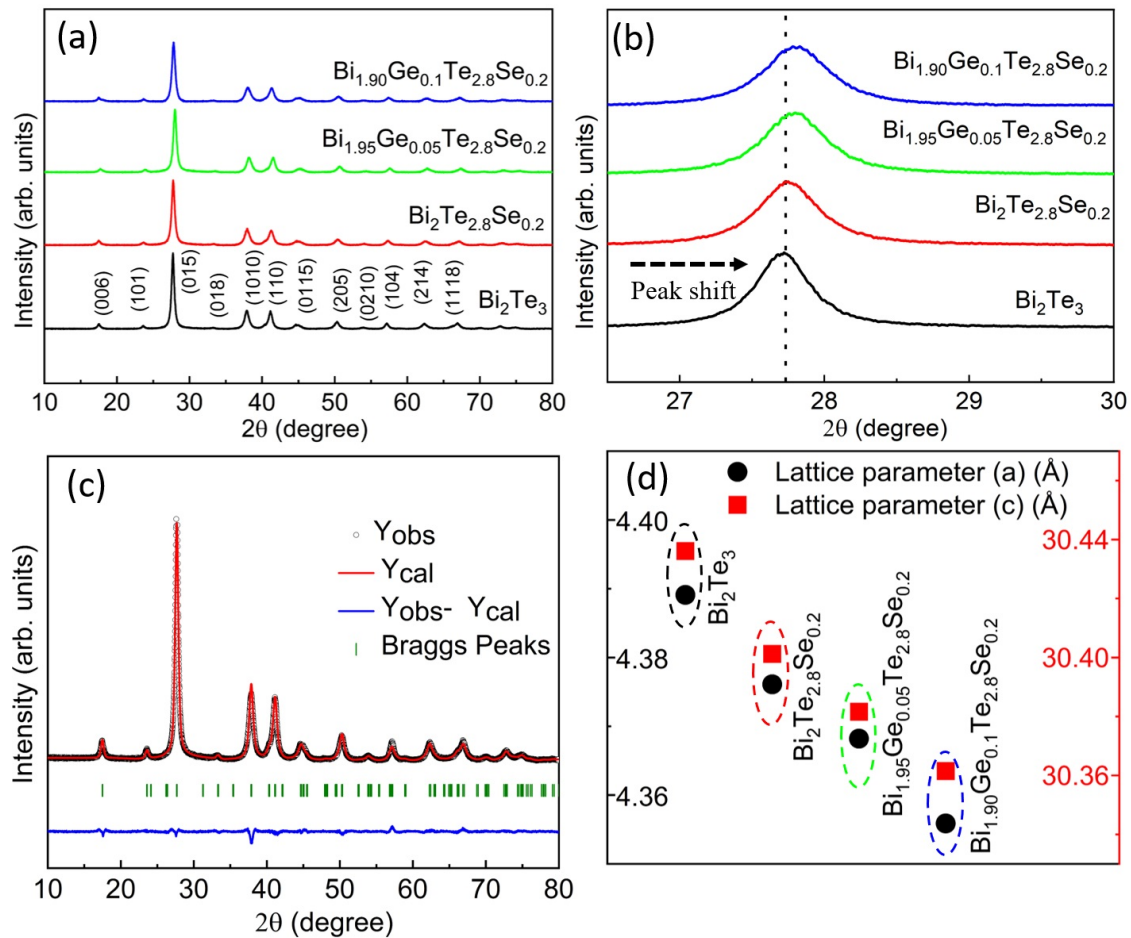 (a)
Intensity (arb. units)
Bi1.90Ge0.1Te2.8Se0.2
Bi1.95Ge0.05Te2.8Se0.2
Bi2Te2.8Se0.2
Bi2Te3
(006)
(101)
(015)
(018)
(1010)
(110)
(0115)
(205)
(0210)
(104)
(214)
(1118)
10 20 30 40 50 60 70 80
2θ (degree)
(b)
Intensity (arb. units)
Bi1.90Ge0.1Te2.8Se0.2
Bi1.95Ge0.05Te2.8Se0.2
Bi2Te2.8Se0.2
Peak shift
Bi2Te3
27 28 29 30
2θ (degree)
(c)
Intensity (arb. units)
Yobs
Ycal
Yobs- Ycal
Braggs Peaks
10 20 30 40 50 60 70 80
2θ (degree)
(d)
Lattice parameter (a) (Å)
Lattice parameter (c) (Å)
4.40
4.38
4.36
Bi2Te3
Bi2Te2.8Se0.2
Bi1.95Ge0.05Te2.8Se0.2
Bi1.90Ge0.1Te2.8Se0.2
30.44
30.40
30.36